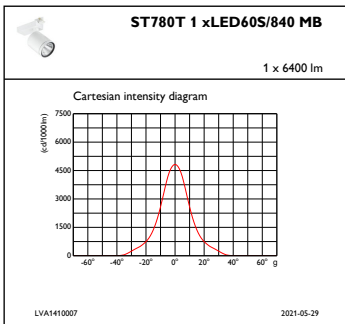 ST780T 1 xLED60S/840 MB
1 x 6400 lm
Cartesian intensity diagram
(cd/1000lm)
7500
4500
3000
1500
0
-60° -40° -20° 0° 20° 40° 60° g
LVA1410007 2021-05-29